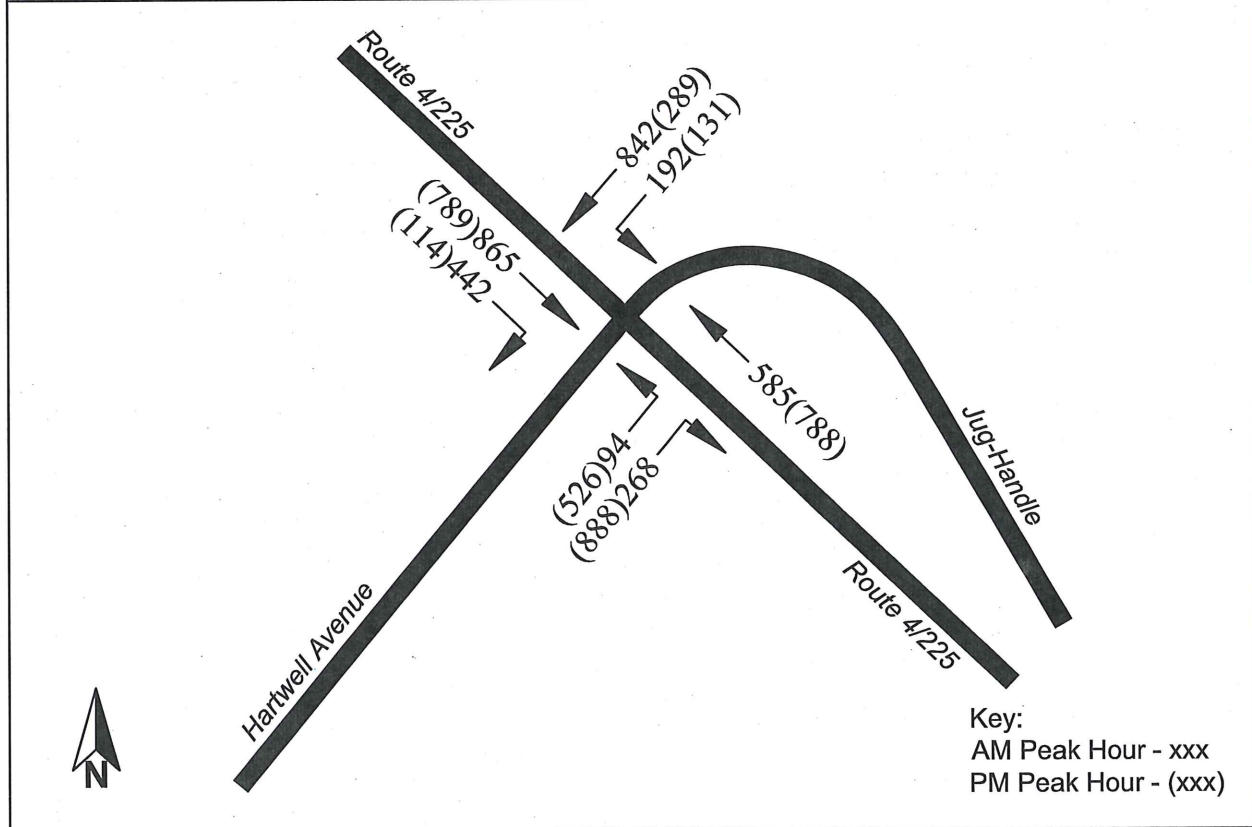 Route 4/225
842(289)
192(131)
(789)865
(114)442
585(788)
(526)94
(888)268
Jug-Handle
Route 4/225
Hartwell Avenue
N
Key:
AM Peak Hour - xxx
PM Peak Hour - (xxx)